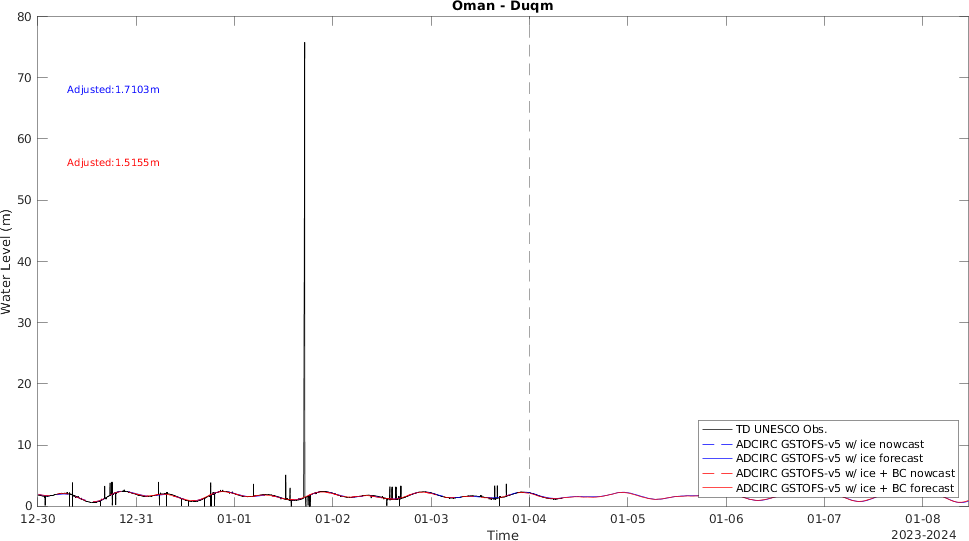 Oman - Duqm
80
70
60
50
40
30
20
10
0
Water Level (m)
Adjusted:1.7103m
Adjusted:1.5155m
TD UNESCO Obs.
ADCIRC GSTOFS-v5 w/ ice nowcast
ADCIRC GSTOFS-v5 w/ ice forecast
ADCIRC GSTOFS-v5 w/ ice + BC nowcast
ADCIRC GSTOFS-v5 w/ ice + BC forecast
12-30 12-31 01-01 01-02 01-03 01-04 01-05 01-06 01-07 01-08
Time
2023-2024